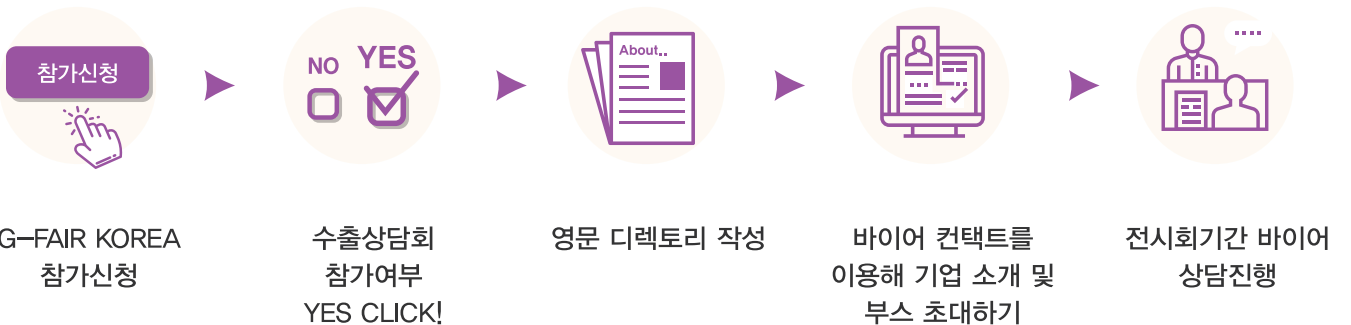 참가신청
NO YES
About..
G-FAIR KOREA
참가신청
수출상담회
참가여부
YES CLICK!
영문 디렉토리 작성
바이어 컨택트를
이용해 기업 소개 및
부스 초대하기
전시회기간 바이어
상담진행